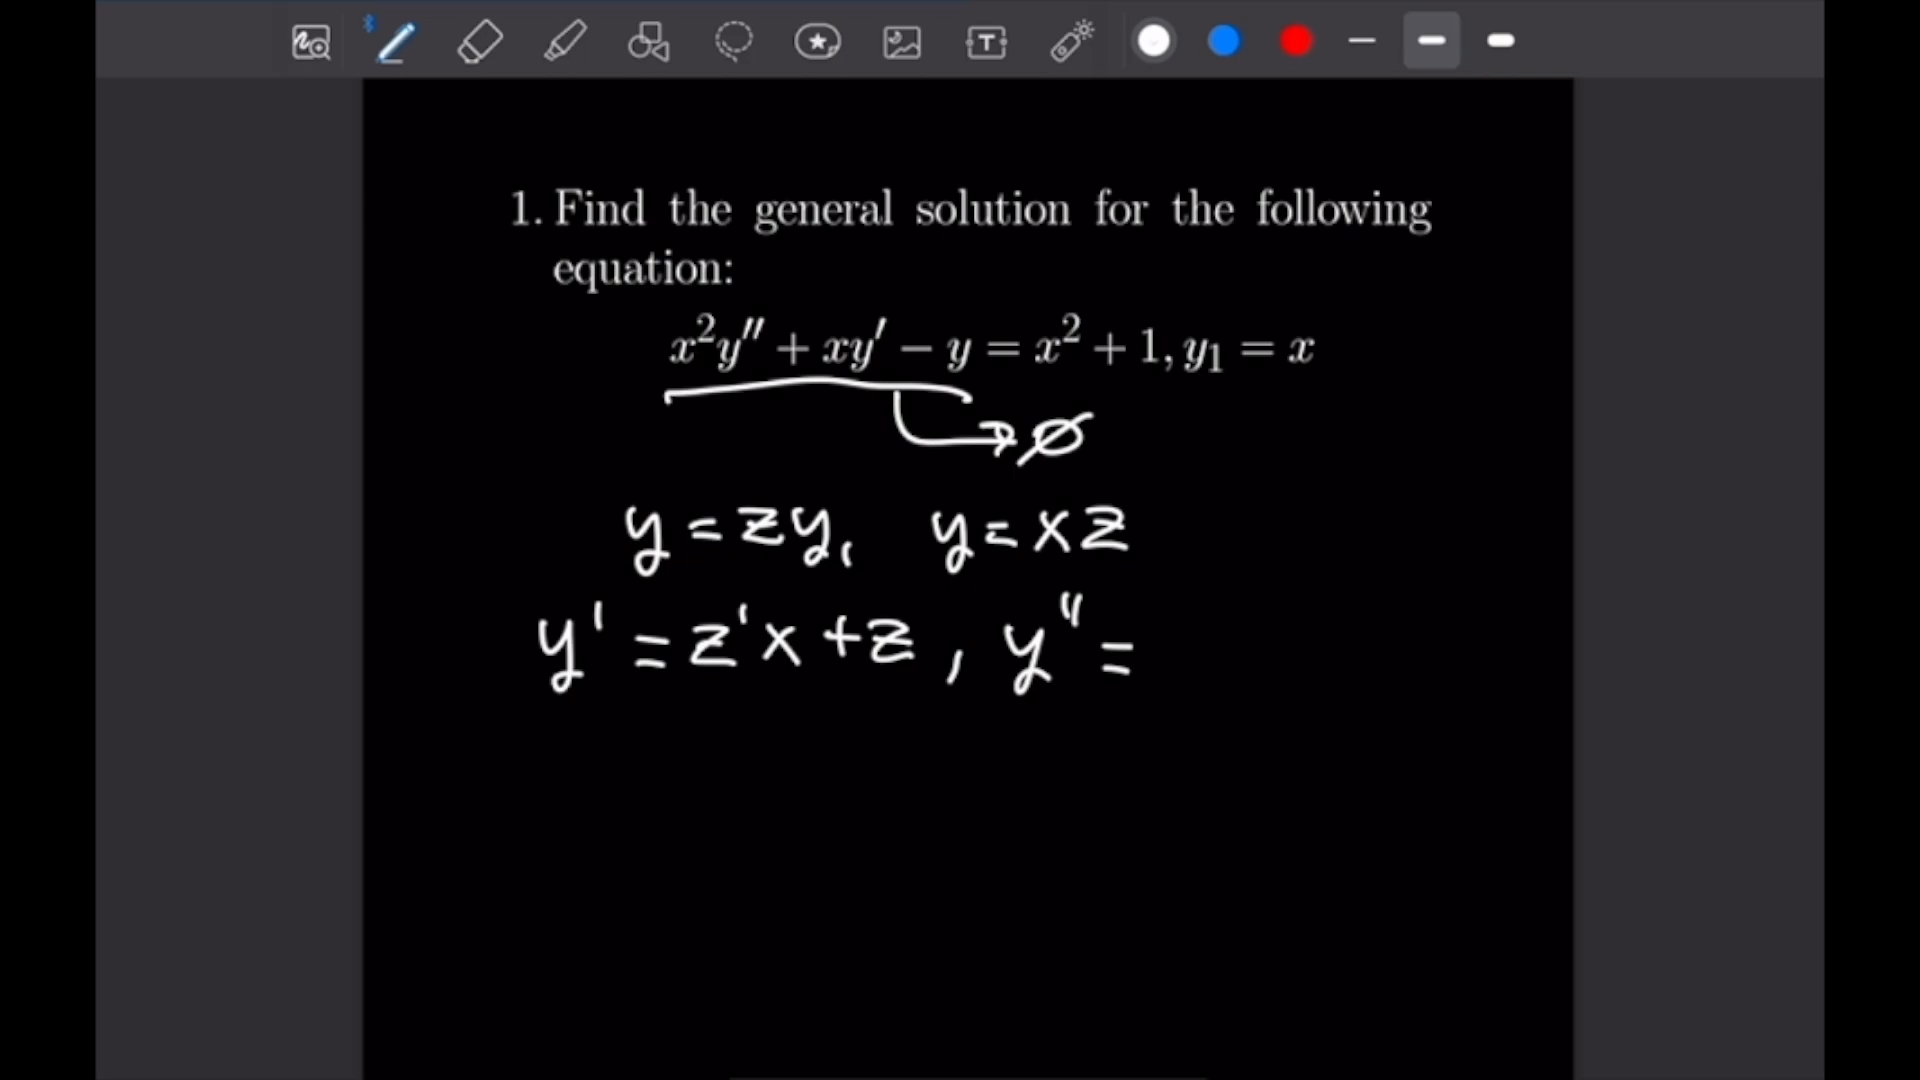 1. Find the general solution for the following
equation:
x²y″ + xy′ − y = x² + 1, y₁ = x
→ ∅
y = zy₁ y = xz
y' = z'x + z , y" =